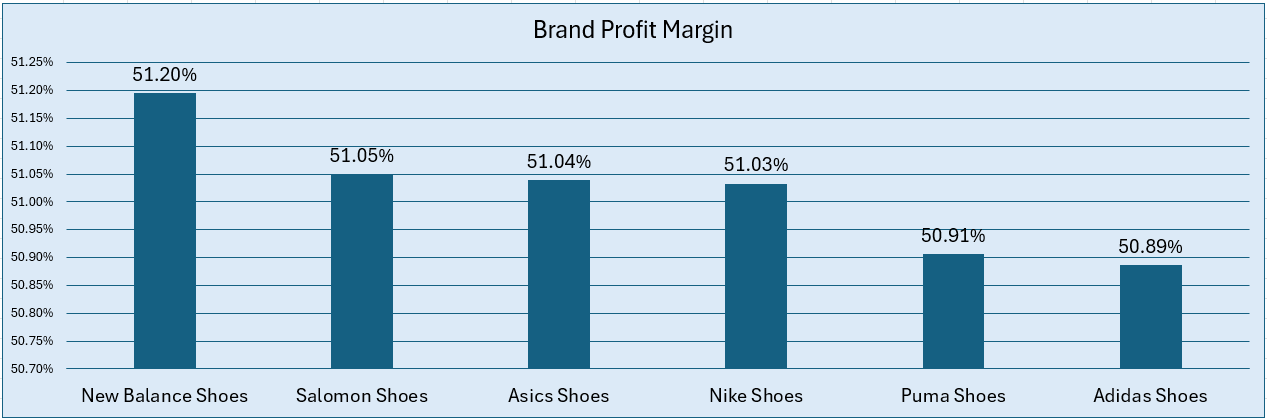 Brand Profit Margin
51.25%
51.20%
51.15%
51.10%
51.05%
51.00%
50.95%
50.90%
50.85%
50.80%
50.75%
50.70%
51.20%
51.05%
51.04%
51.03%
50.91%
50.89%
New Balance Shoes
Salomon Shoes
Asics Shoes
Nike Shoes
Puma Shoes
Adidas Shoes